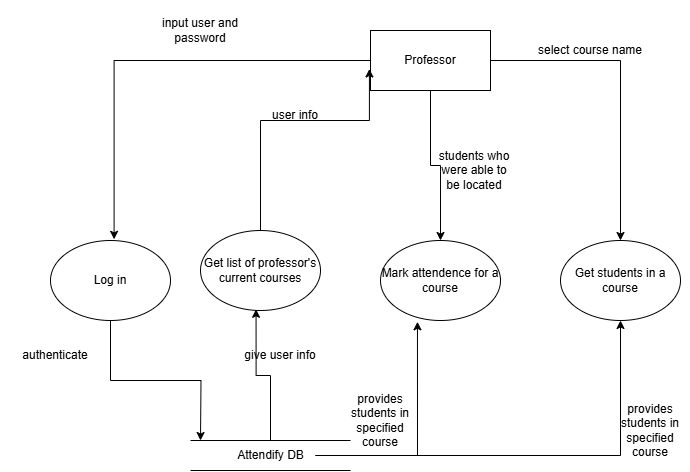 input user and
password
Professor
select course name
user info
students who
were able to
be located
Log in
Get list of professor's
current courses
Mark attendence for a
course
Get students in a
course
authenticate
give user info
provides
students in
specified
course
provides
students in
specified
course
Attendify DB